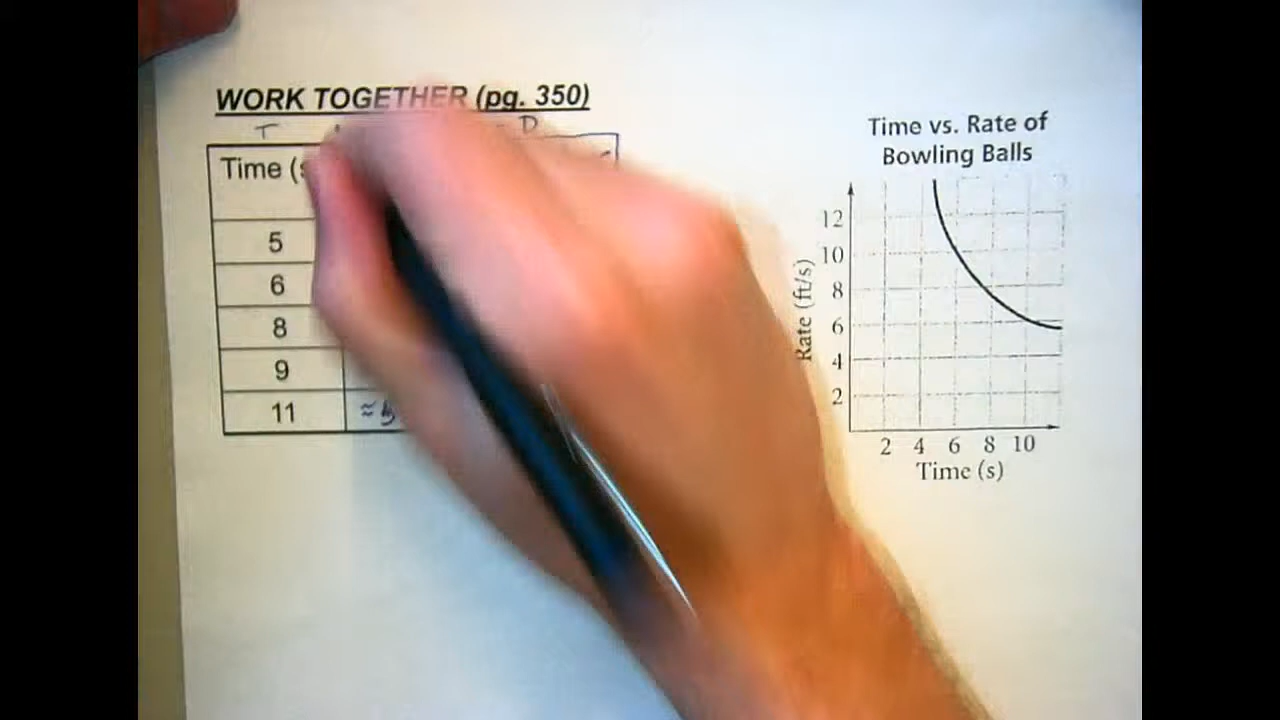 WORK TOGETHER (pg. 350)
T D
Time (s
5
6
8
9
11 ≈
Time vs. Rate of
Bowling Balls
12
10
8
6
4
2
Rate (ft/s)
2 4 6 8 10
Time (s)